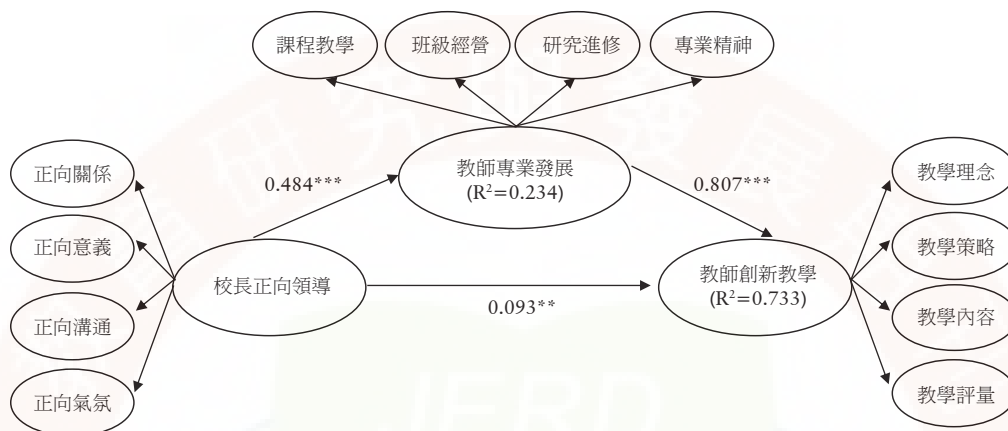 課程教學
班級經營
研究進修
專業精神
正向關係
正向意義
正向溝通
正向氣氛
0.484***
教師專業發展
(R²=0.234)
0.807***
校長正向領導
0.093**
教師創新教學
(R²=0.733)
教學理念
教學策略
教學內容
教學評量
JERD